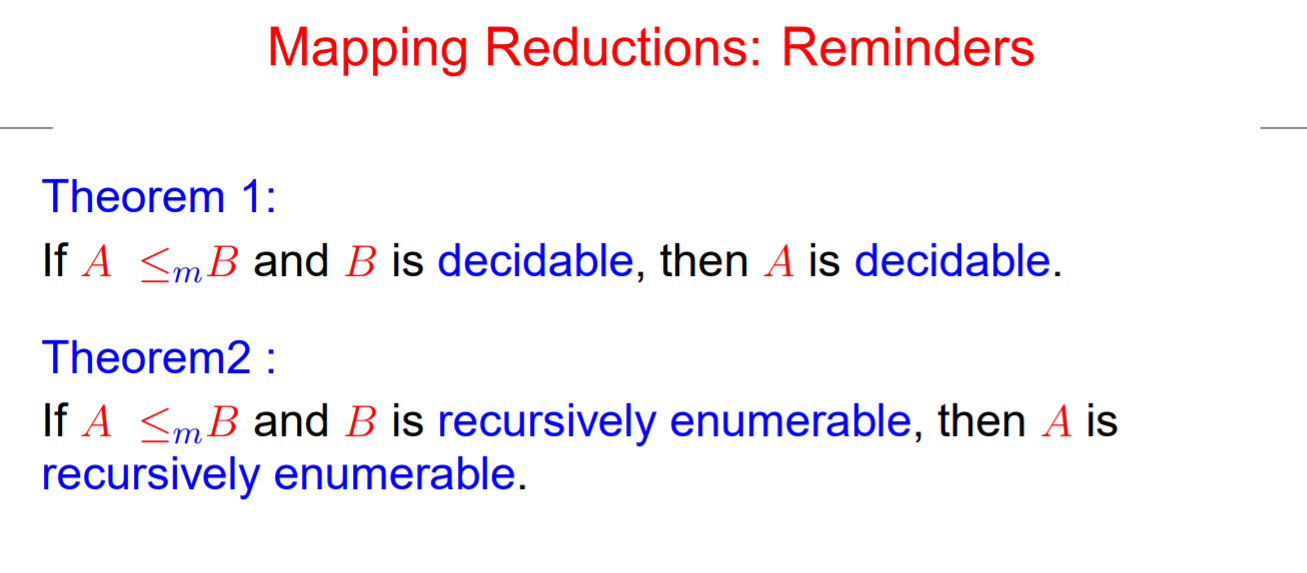 Mapping Reductions: Reminders
Theorem 1:
If A ≤m B and B is decidable, then A is decidable.
Theorem2 :
If A ≤m B and B is recursively enumerable, then A is
recursively enumerable.